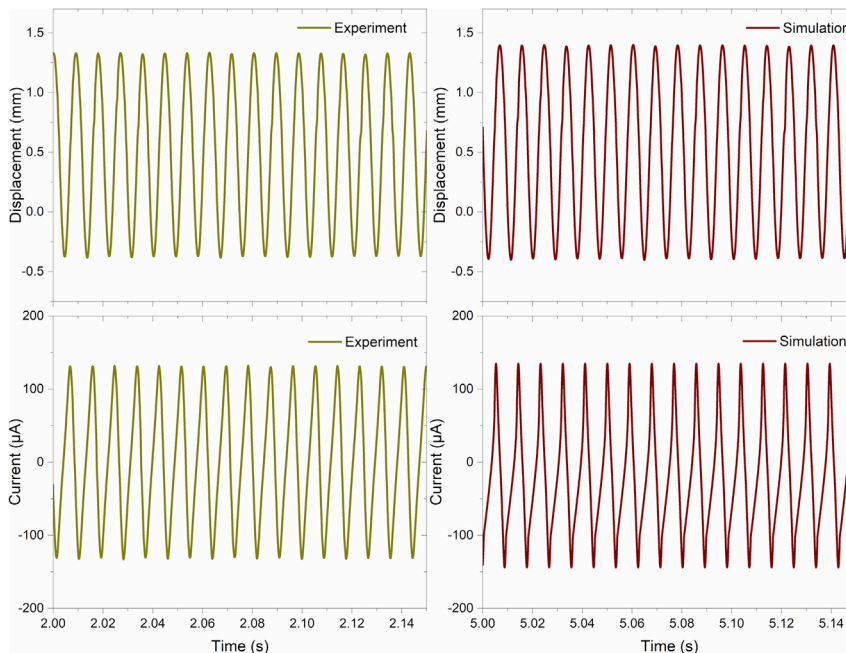 Experiment
Simulation
Displacement (mm)
1.5
1.0
0.5
0.0
-0.5
Displacement (mm)
1.5
1.0
0.5
0.0
-0.5
Experiment
Simulation
Current (µA)
200
100
0
-100
-200
Current (µA)
200
100
0
-100
-200
2.00 2.02 2.04 2.06 2.08 2.10 2.12 2.14
5.00 5.02 5.04 5.06 5.08 5.10 5.12 5.14
Time (s)
Time (s)